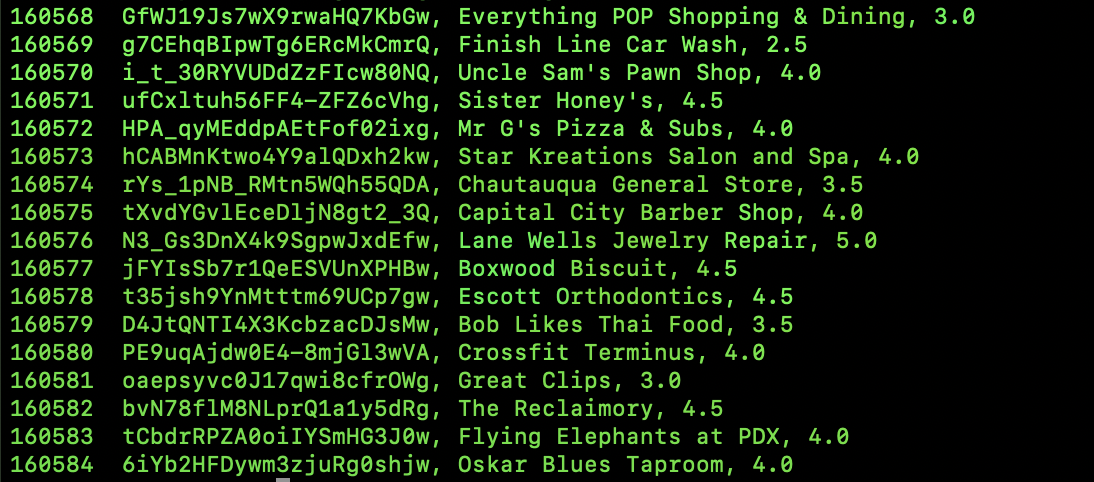 160568 GfWJ19Js7wX9rwaHQ7KbGw, Everything POP Shopping & Dining, 3.0
160569 g7CEhqBIpwTg6ERcMkCmrQ, Finish Line Car Wash, 2.5
160570 i_t_30RYVUDdZzFIcw80NQ, Uncle Sam's Pawn Shop, 4.0
160571 ufCxltuh56FF4-ZFZ6cVhg, Sister Honey's, 4.5
160572 HPA_qyMEddpAEtFof02ixg, Mr G's Pizza & Subs, 4.0
160573 hCABMnKtwo4Y9alQDxh2kw, Star Kreations Salon and Spa, 4.0
160574 rYs_1pNB_RMtn5WQh55QDA, Chautauqua General Store, 3.5
160575 tXvdYGvlEceDljN8gt2_3Q, Capital City Barber Shop, 4.0
160576 N3_Gs3DnX4k9SgpwJxdEfw, Lane Wells Jewelry Repair, 5.0
160577 jFYIsSb7r1QeESVUnXPHBw, Boxwood Biscuit, 4.5
160578 t35jsh9YnMtttm69UCp7gw, Escott Orthodontics, 4.5
160579 D4JtQNTI4X3KcbzacDJsMw, Bob Likes Thai Food, 3.5
160580 PE9uqAjdw0E4-8mjGl3wVA, Crossfit Terminus, 4.0
160581 oaepsyvc0J17qwi8cfrOWg, Great Clips, 3.0
160582 bvN78flM8NLprQ1a1y5dRg, The Reclaimory, 4.5
160583 tCbdrRPZA0oiIYSmHG3J0w, Flying Elephants at PDX, 4.0
160584 6iYb2HFDywm3zjuRg0shjw, Oskar Blues Taproom, 4.0